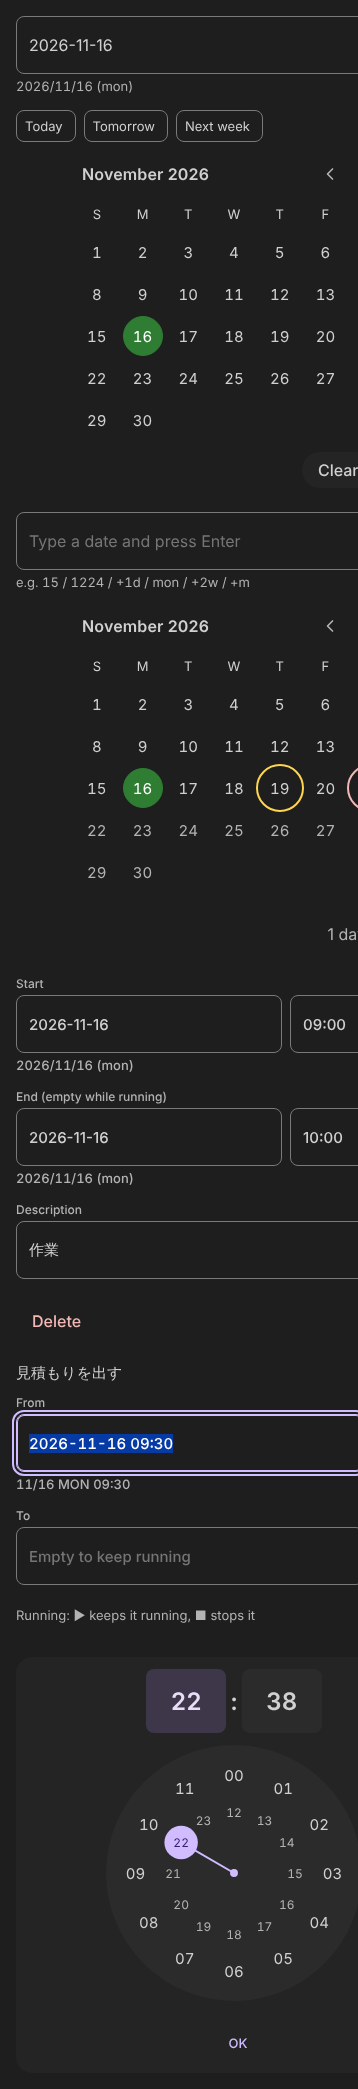 2026-11-16
2026/11/16 (mon)
Today Tomorrow Next week
November 2026
S M T W T F
1 2 3 4 5 6
8 9 10 11 12 13
15 16 17 18 19 20
22 23 24 25 26 27
29 30
Clear
Type a date and press Enter
e.g. 15 / 1224 / +1d / mon / +2w / +m
November 2026
S M T W T F
1 2 3 4 5 6
8 9 10 11 12 13
15 16 17 18 19 20
22 23 24 25 26 27
29 30
1 da
Start
2026-11-16 09:00
2026/11/16 (mon)
End (empty while running)
2026-11-16 10:00
2026/11/16 (mon)
Description
作業
Delete
見積もりを出す
From
2026-11-16 09:30
11/16 MON 09:30
To
Empty to keep running
Running: ▶ keeps it running, ■ stops it
22 : 38
00
11 01
12
23 13
10 02
22 14
09 21 15 03
20 16
08 04
19 17
18
07 05
06
OK